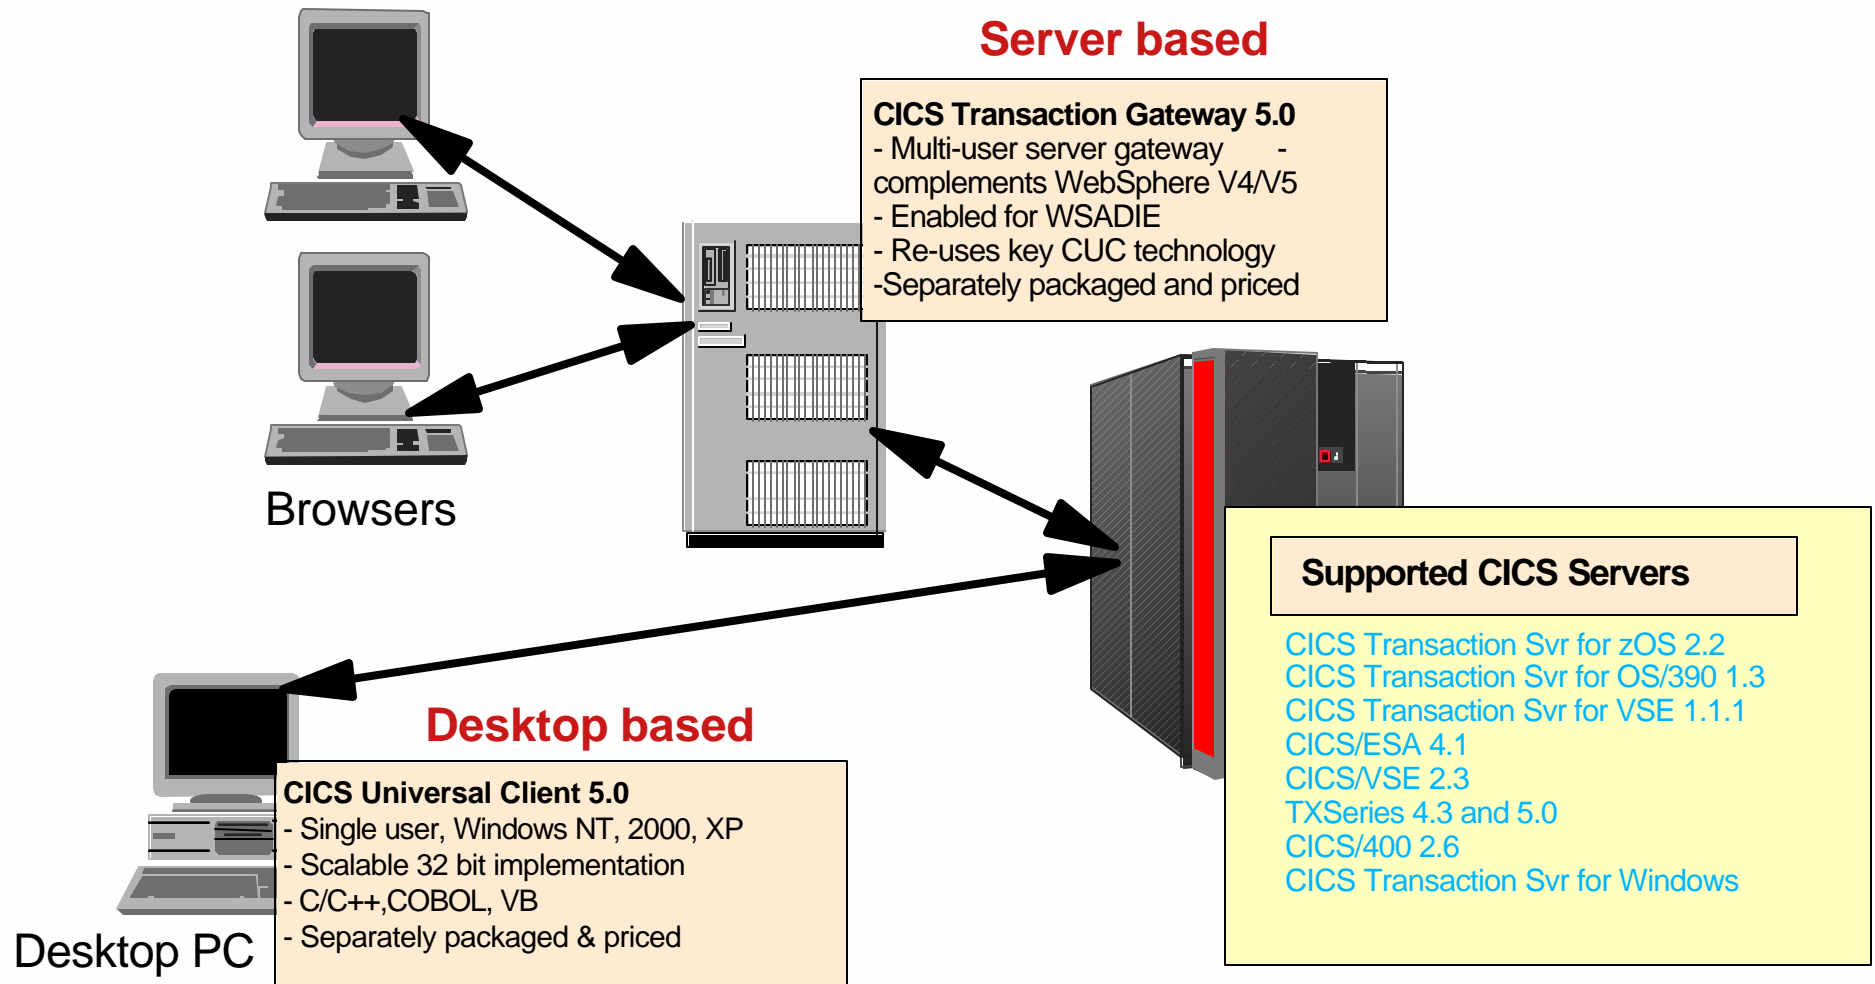 Server based
CICS Transaction Gateway 5.0
- Multi-user server gateway -
complements WebSphere V4/V5
- Enabled for WSADIE
- Re-uses key CUC technology
-Separately packaged and priced
Browsers
Supported CICS Servers
CICS Transaction Svr for zOS 2.2
CICS Transaction Svr for OS/390 1.3
CICS Transaction Svr for VSE 1.1.1
CICS/ESA 4.1
CICS/VSE 2.3
TXSeries 4.3 and 5.0
CICS/400 2.6
CICS Transaction Svr for Windows
Desktop based
CICS Universal Client 5.0
- Single user, Windows NT, 2000, XP
- Scalable 32 bit implementation
- C/C++,COBOL, VB
- Separately packaged & priced
Desktop PC